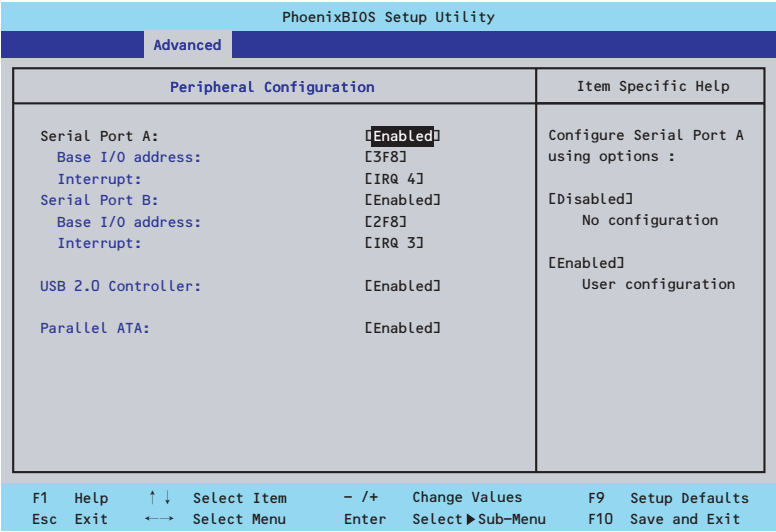 PhoenixBIOS Setup Utility
Advanced
Peripheral Configuration
Item Specific Help
Serial Port A: [Enabled]
Base I/O address: [3F8]
Interrupt: [IRQ 4]
Serial Port B: [Enabled]
Base I/O address: [2F8]
Interrupt: [IRQ 3]
USB 2.0 Controller: [Enabled]
Parallel ATA: [Enabled]
Configure Serial Port A
using options :
[Disabled]
No configuration
[Enabled]
User configuration
F1 Help ↑↓ Select Item - /+ Change Values F9 Setup Defaults
Esc Exit ←→ Select Menu Enter Select▶Sub-Menu F10 Save and Exit